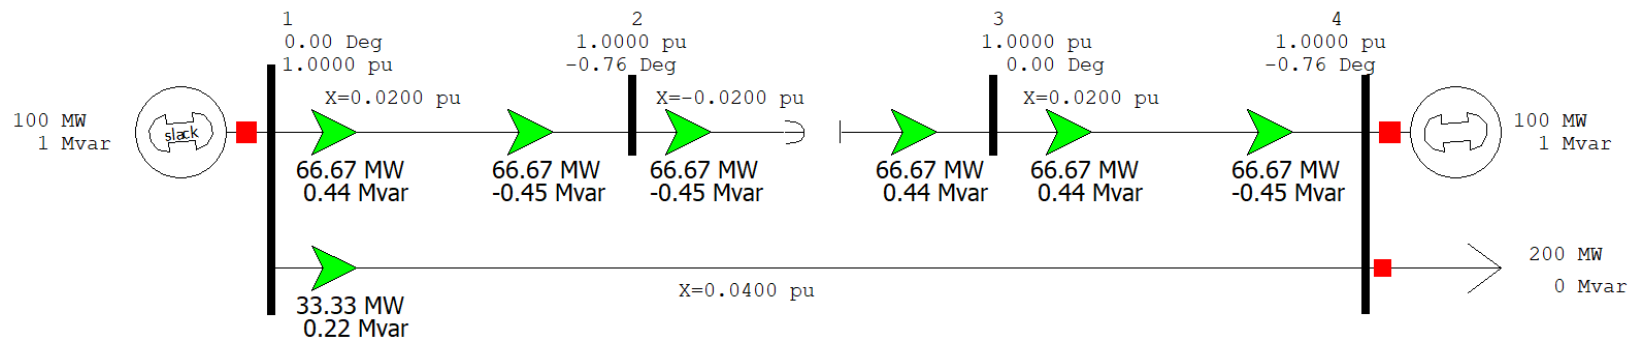 1
0.00 Deg
1.0000 pu
2
1.0000 pu
-0.76 Deg
3
1.0000 pu
0.00 Deg
4
1.0000 pu
-0.76 Deg
X=0.0200 pu
X=-0.0200 pu
X=0.0200 pu
100 MW
1 Mvar
slack
100 MW
1 Mvar
66.67 MW
0.44 Mvar
66.67 MW
-0.45 Mvar
66.67 MW
-0.45 Mvar
66.67 MW
0.44 Mvar
66.67 MW
0.44 Mvar
66.67 MW
-0.45 Mvar
200 MW
0 Mvar
X=0.0400 pu
33.33 MW
0.22 Mvar